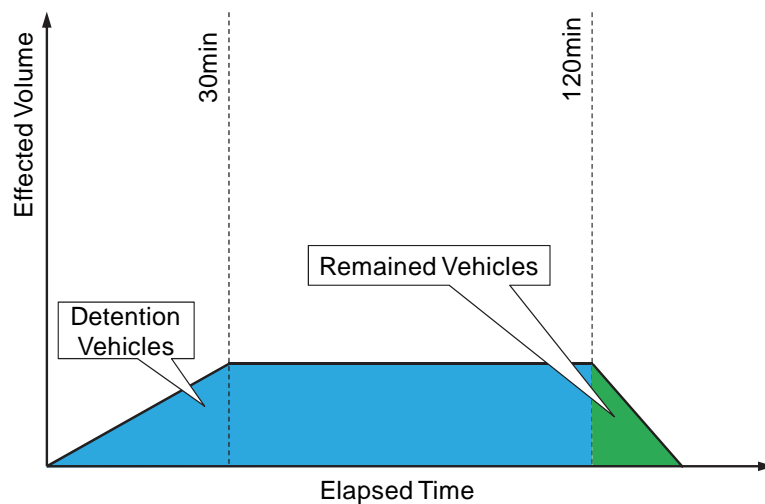 Effected Volume
30min
120min
Remained Vehicles
Detention
Vehicles
Elapsed Time